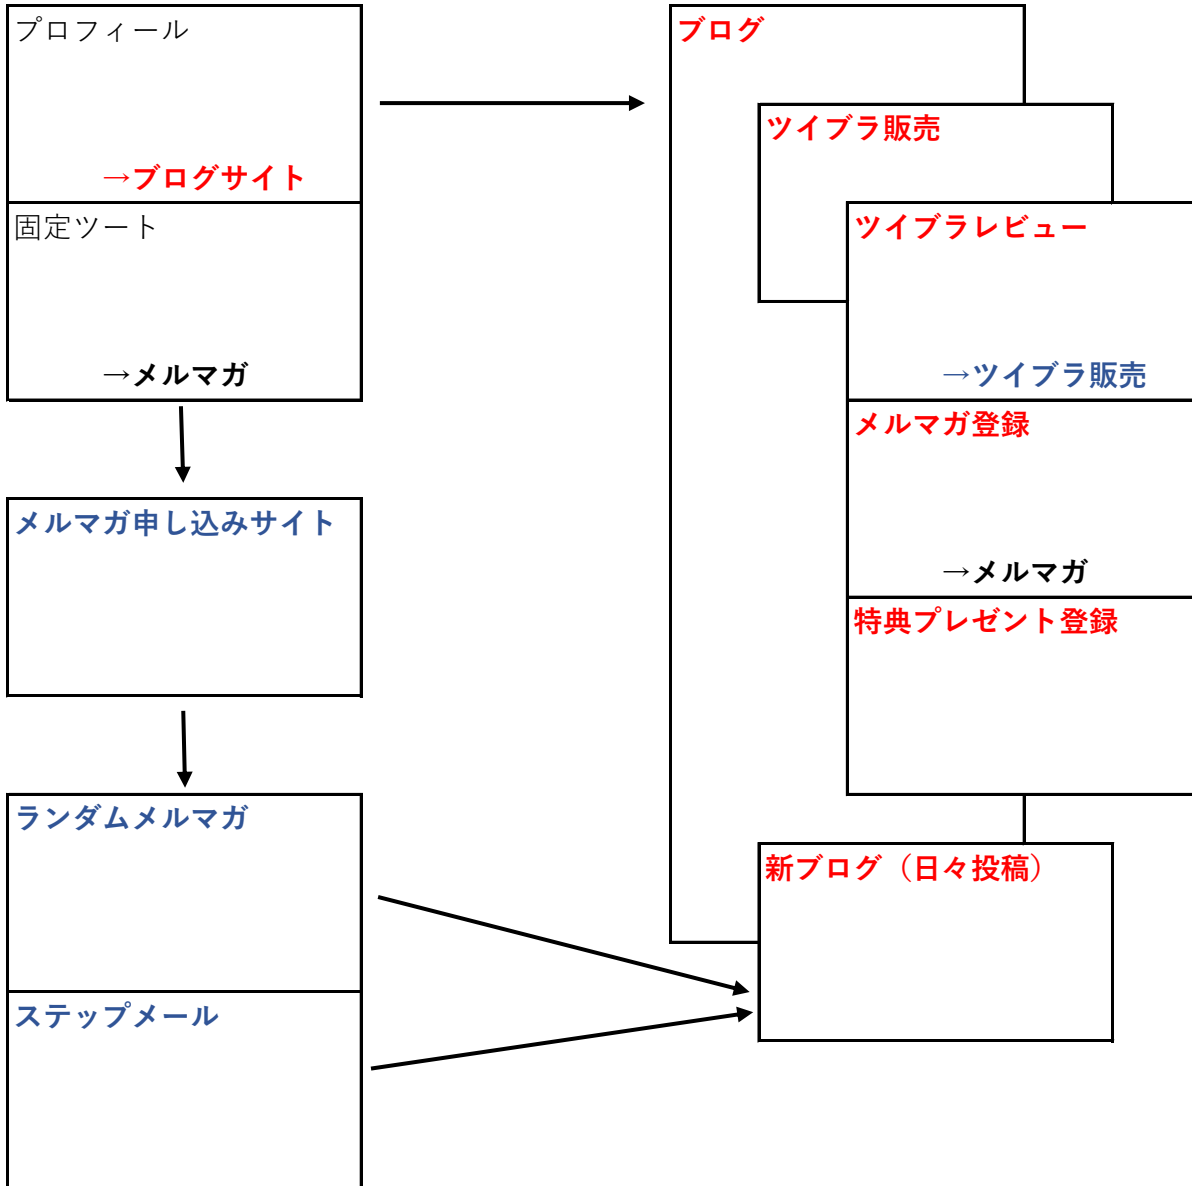 プロフィール
→ブログサイト
固定ツート
→メルマガ
メルマガ申し込みサイト
ランダムメルマガ
ステップメール
ブログ
ツイブラ販売
ツイブラレビュー
→ツイブラ販売
メルマガ登録
→メルマガ
特典プレゼント登録
新ブログ（日々投稿）